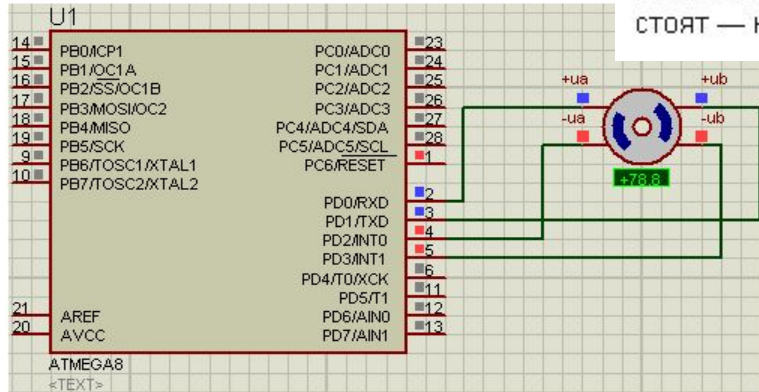 U1
СТОЯТ — 
14 PB0/ICP1 PC0/ADC0 23
15 PB1/OC1A PC1/ADC1 24
16 PB2/SS/OC1B PC2/ADC2 25
17 PB3/MOSI/OC2 PC3/ADC3 26
18 PB4/MISO PC4/ADC4/SDA 27
19 PB5/SCK PC5/ADC5/SCL 28
9 PB6/TOSC1/XTAL1 PC6/RESET 1
10 PB7/TOSC2/XTAL2
PD0/RXD 2
PD1/TXD 3
PD2/INT0 4
PD3/INT1 5
PD4/T0/XCK 6
PD5/T1 11
21 AREF PD6/AIN0 12
20 AVCC PD7/AIN1 13
ATMEGA8
<TEXT>
+ua +ub
-ua -ub
+78.8